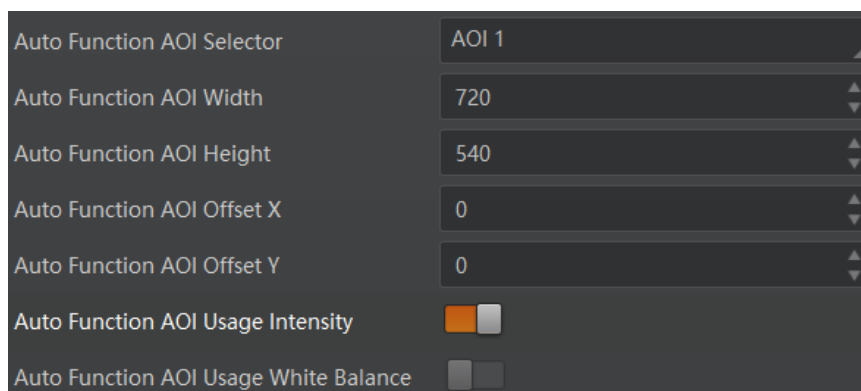 Auto Function AOI Selector AOI 1
Auto Function AOI Width 720
Auto Function AOI Height 540
Auto Function AOI Offset X 0
Auto Function AOI Offset Y 0
Auto Function AOI Usage Intensity
Auto Function AOI Usage White Balance